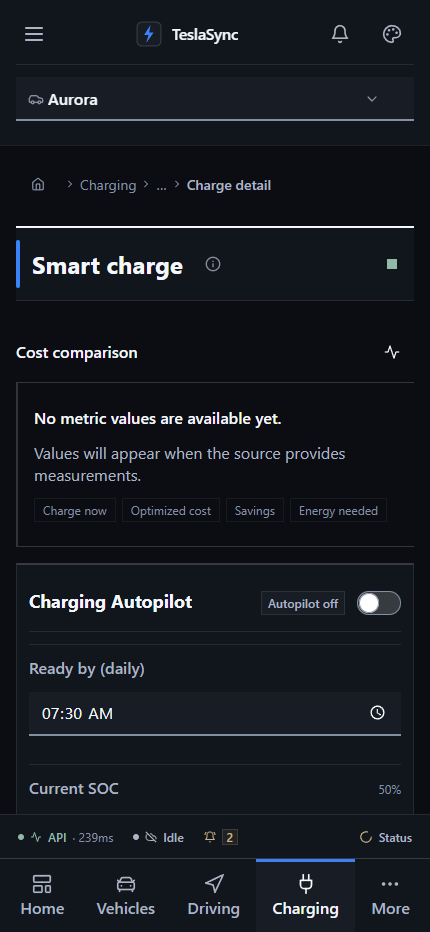 TeslaSync
Aurora
Charging ... Charge detail
Smart charge
Cost comparison
No metric values are available yet.
Values will appear when the source provides
measurements.
Charge now Optimized cost Savings Energy needed
Charging Autopilot Autopilot off
Ready by (daily)
07:30 AM
Current SOC 50%
API · 239ms Idle 2 Status
Home Vehicles Driving Charging More